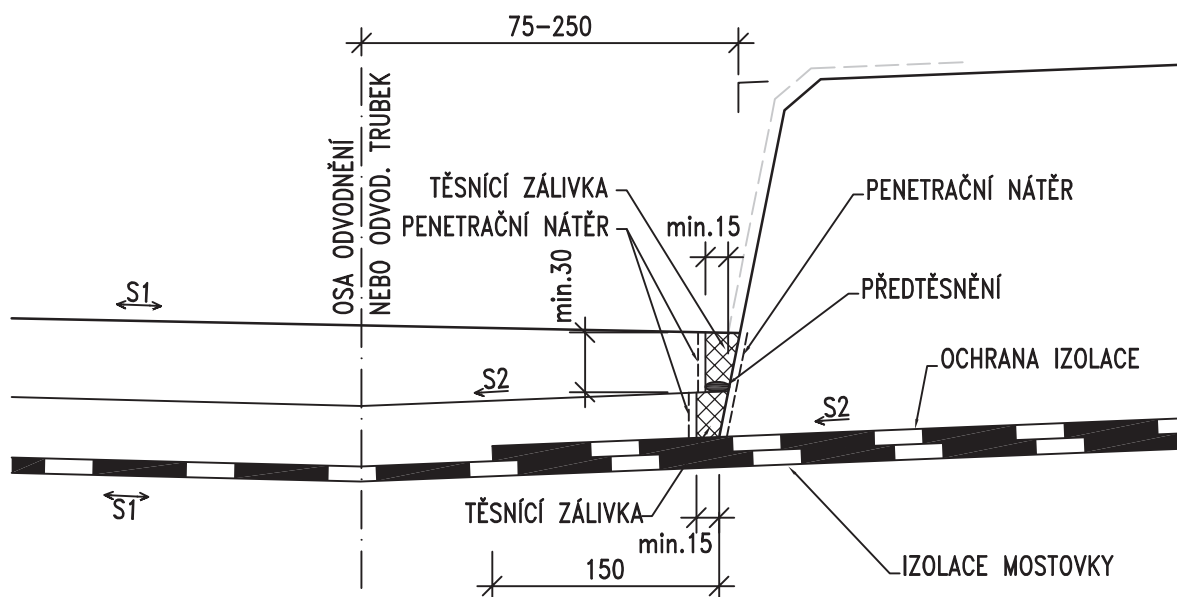 75-250
OSA ODVODNĚNÍ
NEBO ODVOD. TRUBEK
TĚSNÍCÍ ZÁLIVKA
PENETRAČNÍ NÁTĚR
min.15
PENETRAČNÍ NÁTĚR
min.30
PŘEDTĚSNĚNÍ
S1
OCHRANA IZOLACE
S2
S2
S1
TĚSNÍCÍ ZÁLIVKA
min.15
150
IZOLACE MOSTOVKY